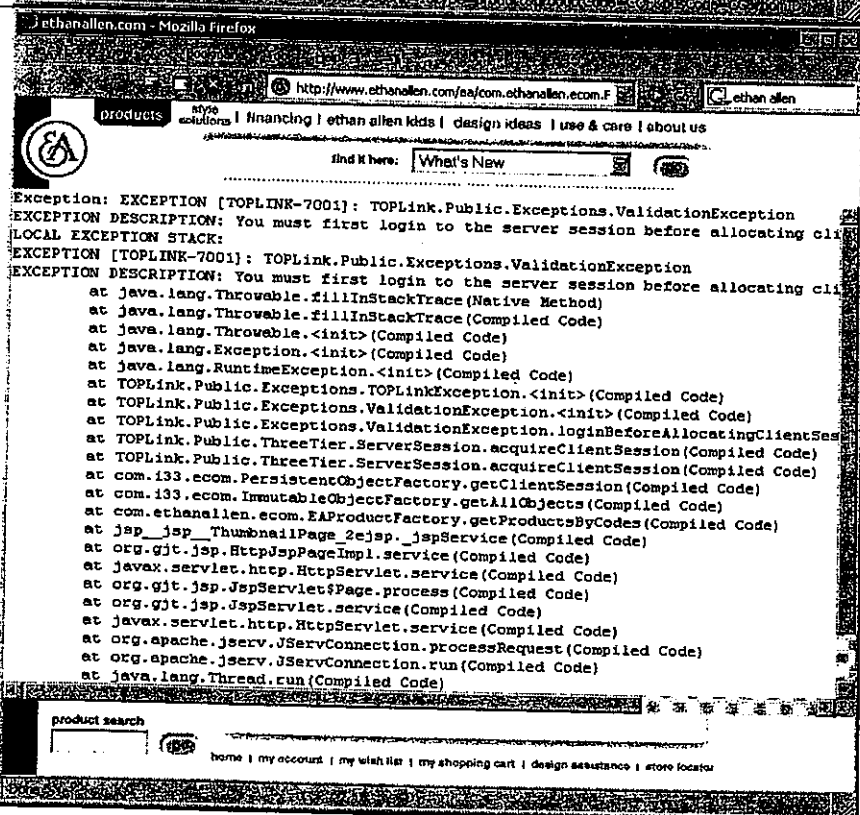 ethanallen.com - Mozilla Firefox
http://www.ethanallen.com/ea/com.ethanallen.ecom.F
ethan allen
products style solutions | financing | ethan allen kids | design ideas | use & care | about us
EA
find it here: What's New go
Exception: EXCEPTION [TOPLINK-7001]: TOPLink.Public.Exceptions.ValidationException
EXCEPTION DESCRIPTION: You must first login to the server session before allocating cli
LOCAL EXCEPTION STACK:
EXCEPTION [TOPLINK-7001]: TOPLink.Public.Exceptions.ValidationException
EXCEPTION DESCRIPTION: You must first login to the server session before allocating cli
at java.lang.Throwable.fillInStackTrace(Native Method)
at java.lang.Throwable.fillInStackTrace(Compiled Code)
at java.lang.Throwable.<init>(Compiled Code)
at java.lang.Exception.<init>(Compiled Code)
at java.lang.RuntimeException.<init>(Compiled Code)
at TOPLink.Public.Exceptions.TOPLinkException.<init>(Compiled Code)
at TOPLink.Public.Exceptions.ValidationException.<init>(Compiled Code)
at TOPLink.Public.Exceptions.ValidationException.loginBeforeAllocatingClientSes
at TOPLink.Public.ThreeTier.ServerSession.acquireClientSession(Compiled Code)
at TOPLink.Public.ThreeTier.ServerSession.acquireClientSession(Compiled Code)
at com.i33.ecom.PersistentObjectFactory.getClientSession(Compiled Code)
at com.i33.ecom.ImmutableObjectFactory.getAllObjects(Compiled Code)
at com.ethanallen.ecom.EAProductFactory.getProductsByCodes(Compiled Code)
at jsp__jsp__ThumbnailPage_2ejsp._jspService(Compiled Code)
at org.gjt.jsp.HttpJspPageImpl.service(Compiled Code)
at javax.servlet.http.HttpServlet.service(Compiled Code)
at org.gjt.jsp.JspServlet$Page.process(Compiled Code)
at org.gjt.jsp.JspServlet.service(Compiled Code)
at javax.servlet.http.HttpServlet.service(Compiled Code)
at org.apache.jserv.JServConnection.processRequest(Compiled Code)
at org.apache.jserv.JServConnection.run(Compiled Code)
at java.lang.Thread.run(Compiled Code)
product search
go
home | my account | my wish list | my shopping cart | design assistance | store locator